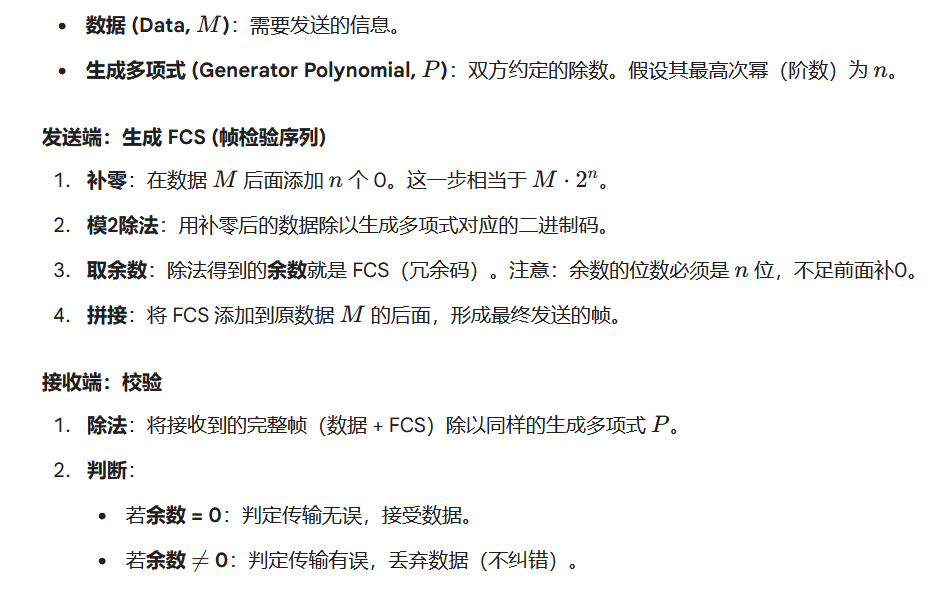 • 数据 (Data, M)：需要发送的信息。
• 生成多项式 (Generator Polynomial, P)：双方约定的除数。假设其最高次幂（阶数）为 n。
发送端：生成 FCS (帧检验序列)
1. 补零：在数据 M 后面添加 n 个 0。这一步相当于 M · 2ⁿ。
2. 模2除法：用补零后的数据除以生成多项式对应的二进制码。
3. 取余数：除法得到的余数就是 FCS（冗余码）。注意：余数的位数必须是 n 位，不足前面补0。
4. 拼接：将 FCS 添加到原数据 M 的后面，形成最终发送的帧。
接收端：校验
1. 除法：将接收到的完整帧（数据 + FCS）除以同样的生成多项式 P。
2. 判断：
• 若余数 = 0：判定传输无误，接受数据。
• 若余数 ≠ 0：判定传输有误，丢弃数据（不纠错）。